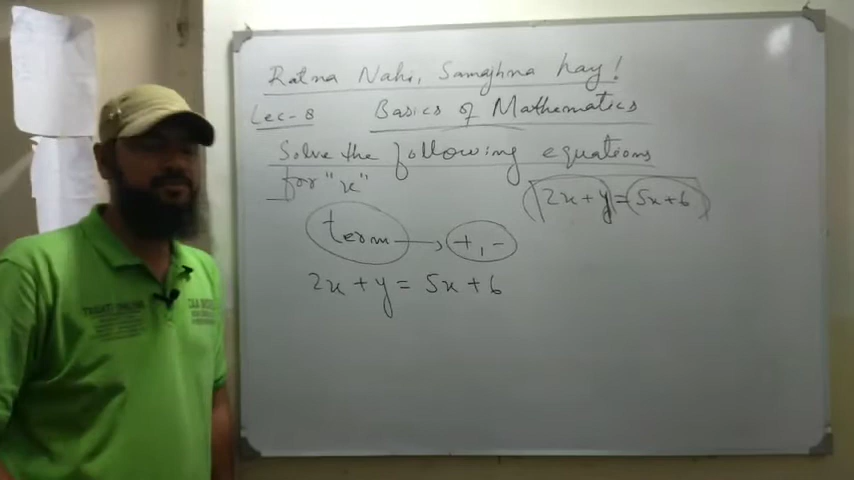 Ratna Nahi, Samajhna hay!
Lec-8 Basics of Mathematics
Solve the following equations
for "x"
2x + y = 5x + 6
term → +, -
2x + y = 5x + 6